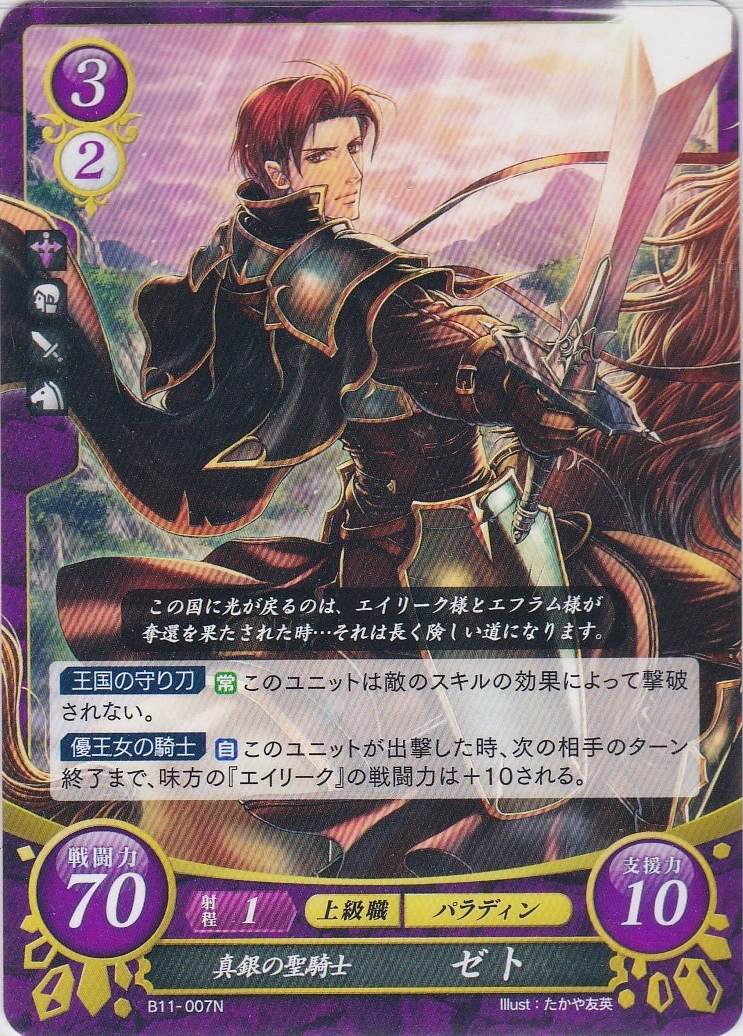 3
2
この国に光が戻るのは、エイリーク様とエフラム様が
奪還を果たされた時…それは長く険しい道になります。
王国の守り刀 常 このユニットは敵のスキルの効果によって撃破
されない。
優王女の騎士 自 このユニットが出撃した時、次の相手のターン
終了まで、味方の『エイリーク』の戦闘力は+10される。
戦闘力
70
射程 1 上級職 パラディン
支援力
10
真銀の聖騎士 ゼト
B11-007N Illust:たかや友英